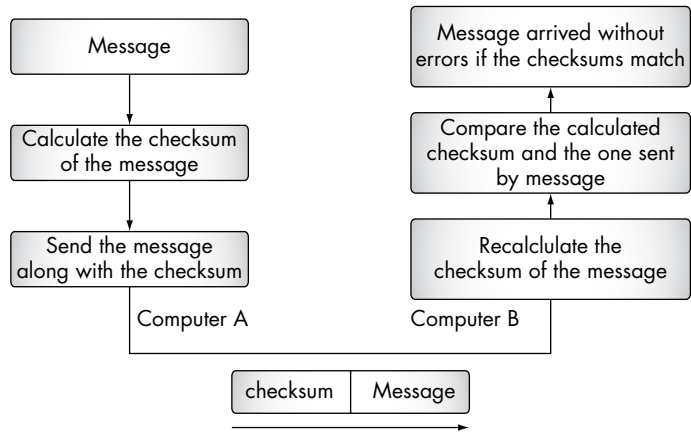 Message
Calculate the checksum
of the message
Send the message
along with the checksum
Computer A
Message arrived without
errors if the checksums match
Compare the calculated
checksum and the one sent
by message
Recalclulate the
checksum of the message
Computer B
checksum
Message